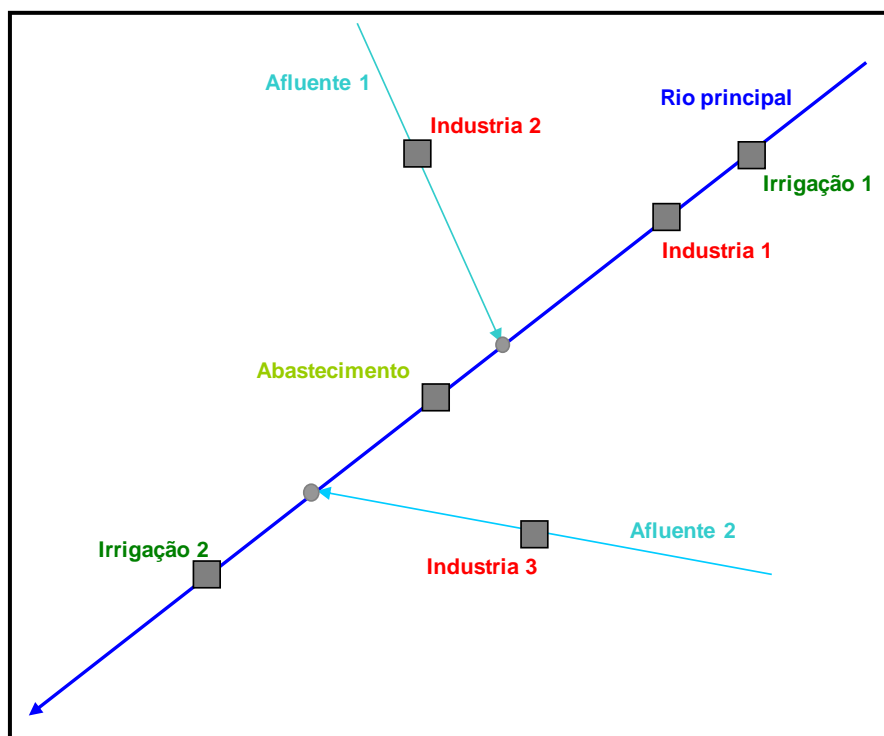 Afluente 1
Rio principal
Industria 2
Irrigação 1
Industria 1
Abastecimento
Afluente 2
Irrigação 2
Industria 3